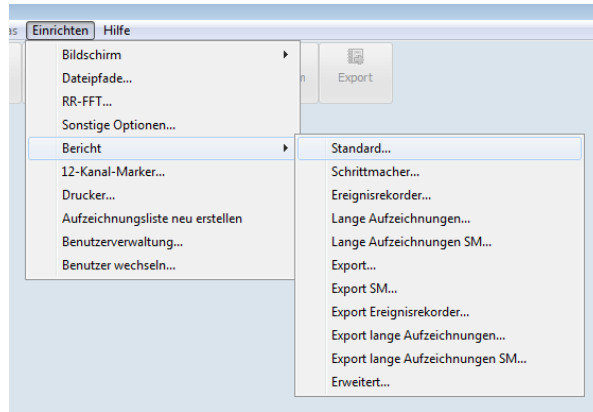 Einrichten Hilfe
Bildschirm
Dateipfade...
Export
RR-FFT...
Sonstige Optionen...
Bericht
12-Kanal-Marker...
Drucker...
Aufzeichnungsliste neu erstellen
Benutzerverwaltung...
Benutzer wechseln...
Standard...
Schrittmacher...
Ereignisrekorder...
Lange Aufzeichnungen...
Lange Aufzeichnungen SM...
Export...
Export SM...
Export Ereignisrekorder...
Export lange Aufzeichnungen...
Export lange Aufzeichnungen SM...
Erweitert...